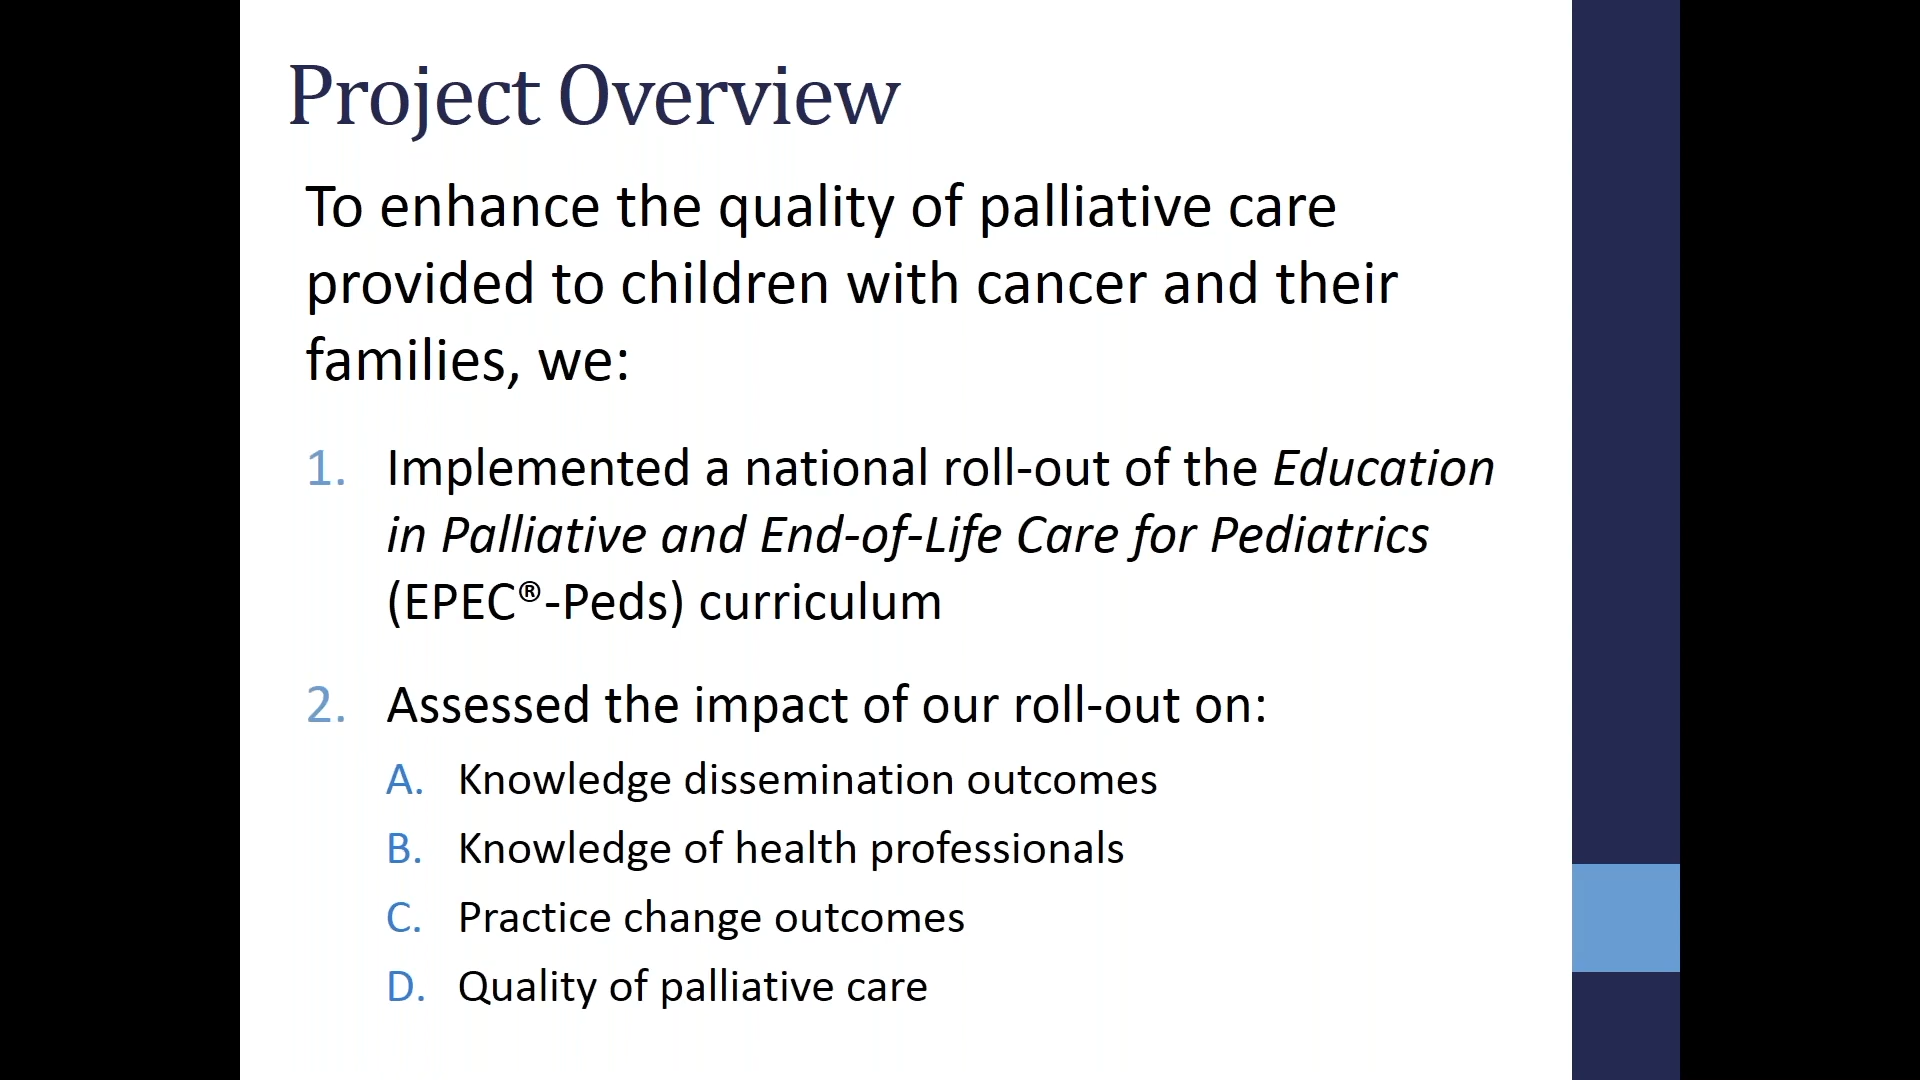 Project Overview
To enhance the quality of palliative care
provided to children with cancer and their
families, we:
1. Implemented a national roll-out of the Education
in Palliative and End-of-Life Care for Pediatrics
(EPEC®-Peds) curriculum
2. Assessed the impact of our roll-out on:
A. Knowledge dissemination outcomes
B. Knowledge of health professionals
C. Practice change outcomes
D. Quality of palliative care